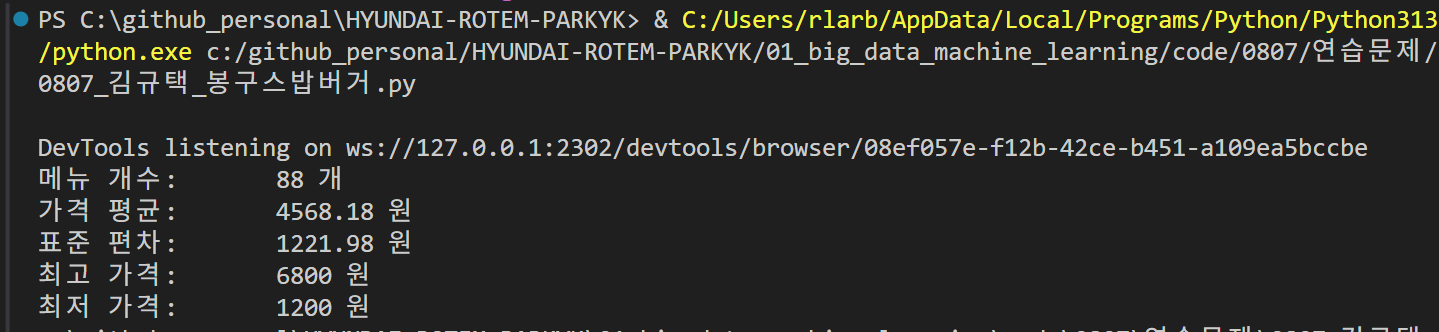 PS C:\github_personal\HYUNDAI-ROTEM-PARKYK> & C:/Users/rlarb/AppData/Local/Programs/Python/Python313
/python.exe c:/github_personal/HYUNDAI-ROTEM-PARKYK/01_big_data_machine_learning/code/0807/연습문제/
0807_김규택_봉구스밥버거.py
DevTools listening on ws://127.0.0.1:2302/devtools/browser/08ef057e-f12b-42ce-b451-a109ea5bccbe
메뉴 개수: 88 개
가격 평균: 4568.18 원
표준 편차: 1221.98 원
최고 가격: 6800 원
최저 가격: 1200 원